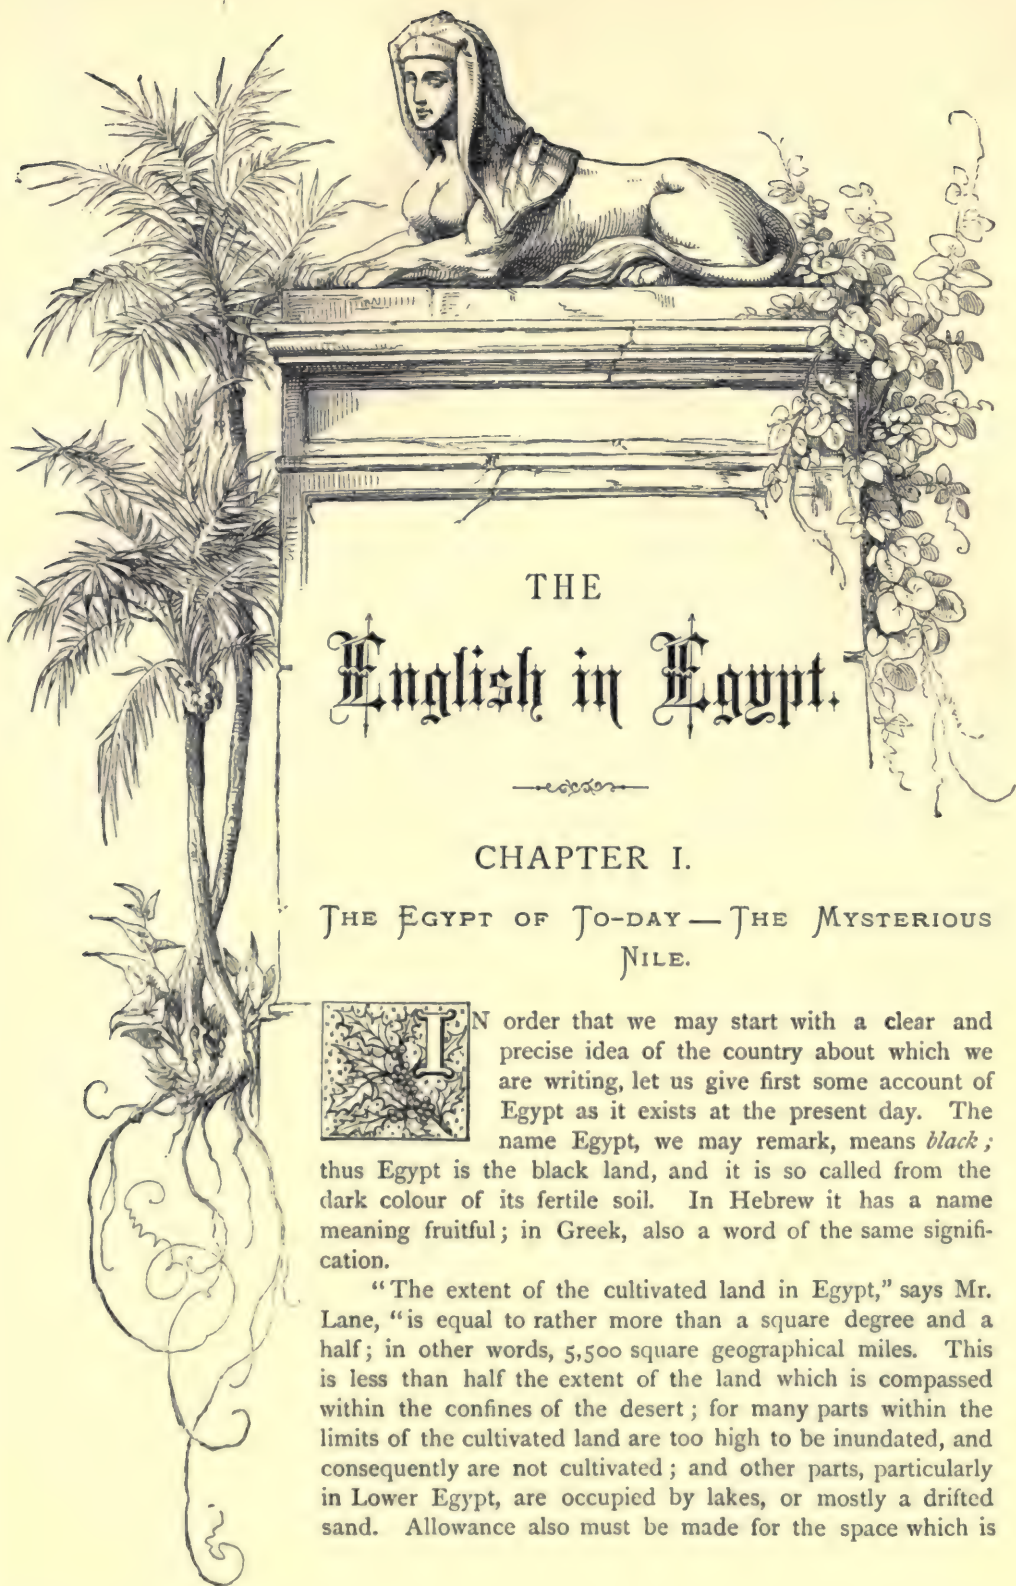 THE
English in Egypt.
CHAPTER I.
THE EGYPT OF TO-DAY — THE MYSTERIOUS
NILE.
IN order that we may start with a clear and
precise idea of the country about which we
are writing, let us give first some account of
Egypt as it exists at the present day. The
name Egypt, we may remark, means black;
thus Egypt is the black land, and it is so called from the
dark colour of its fertile soil. In Hebrew it has a name
meaning fruitful; in Greek, also a word of the same signifi-
cation.
"The extent of the cultivated land in Egypt," says Mr.
Lane, "is equal to rather more than a square degree and a
half; in other words, 5,500 square geographical miles. This
is less than half the extent of the land which is compassed
within the confines of the desert; for many parts within the
limits of the cultivated land are too high to be inundated, and
consequently are not cultivated; and other parts, particularly
in Lower Egypt, are occupied by lakes, or mostly a drifted
sand. Allowance also must be made for the space which is